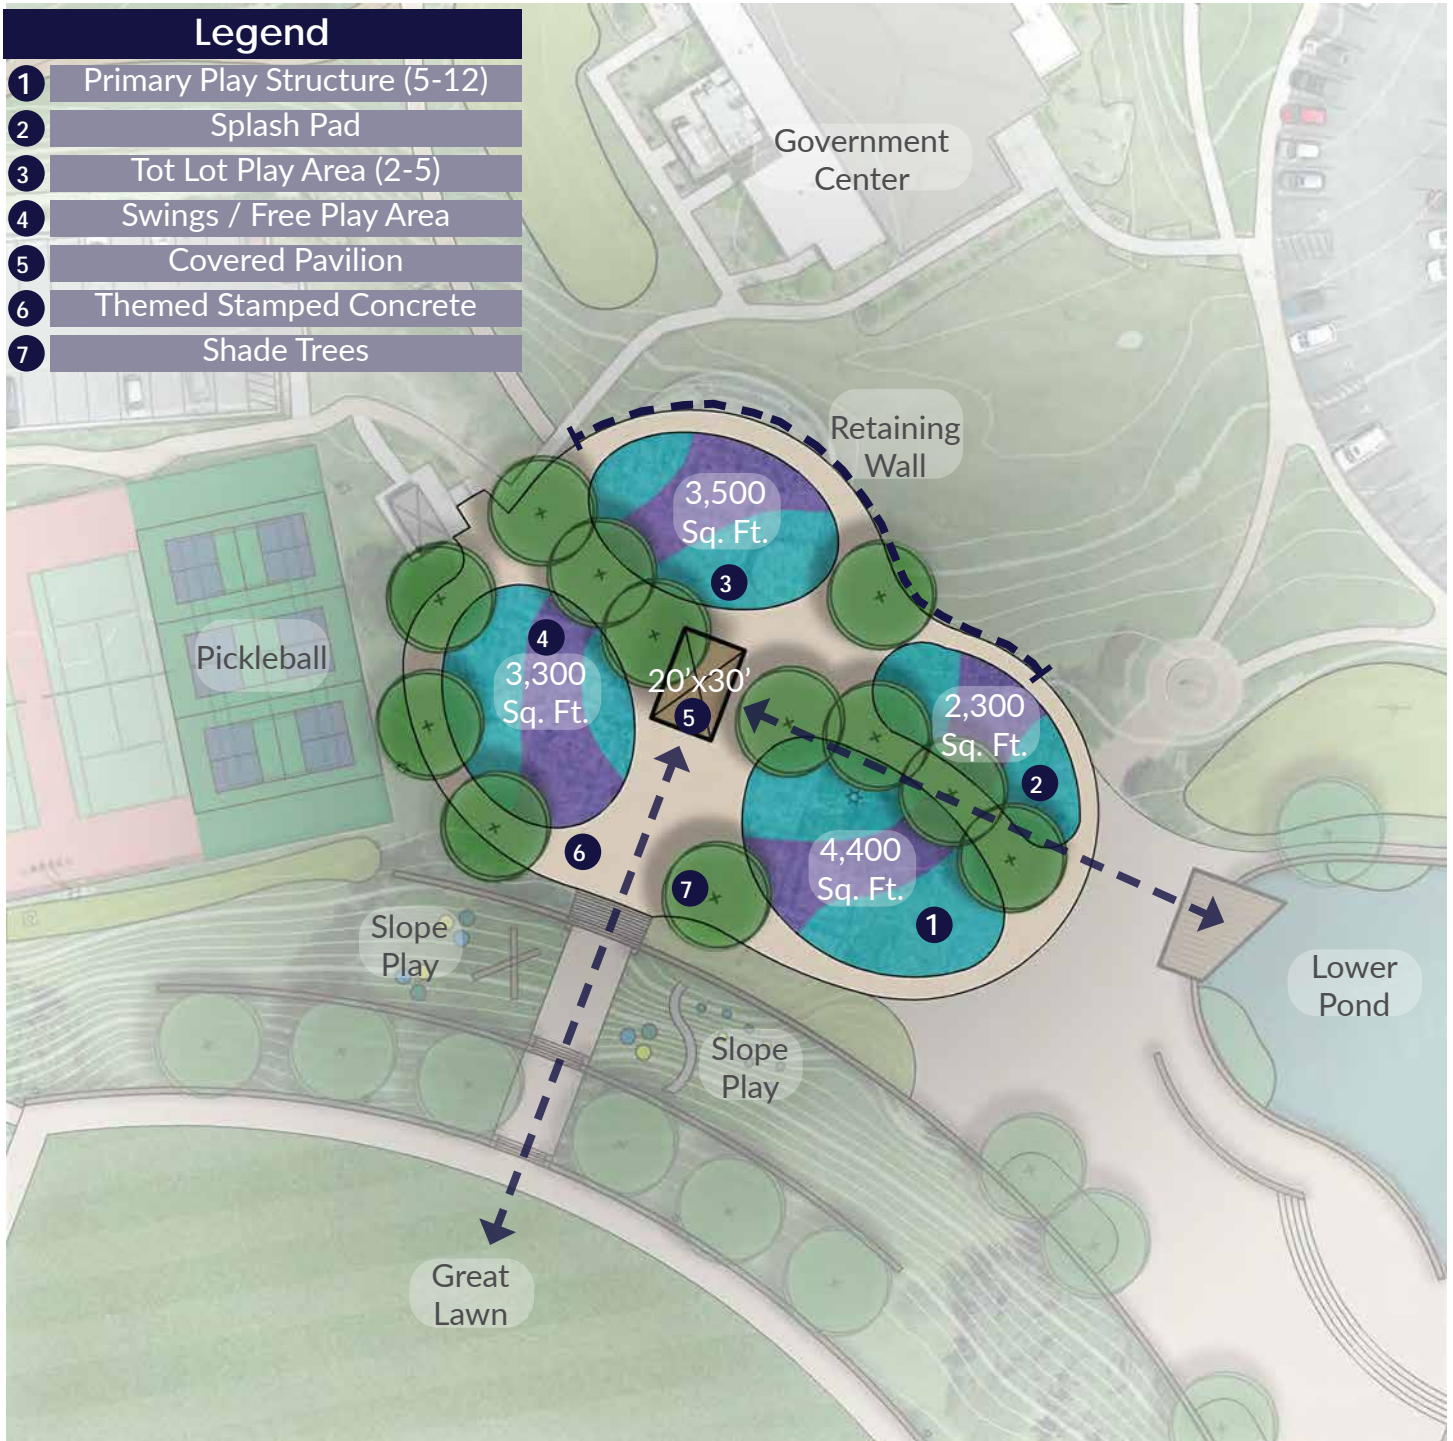 Legend
1 Primary Play Structure (5-12)
2 Splash Pad
3 Tot Lot Play Area (2-5)
4 Swings / Free Play Area
5 Covered Pavilion
6 Themed Stamped Concrete
7 Shade Trees
Government
Center
Retaining
Wall
3,500
Sq. Ft.
3
4
3,300
Sq. Ft.
Pickleball
20'x30'
5
2,300
Sq. Ft.
2
6
7
4,400
Sq. Ft.
1
Slope
Play
Lower
Pond
Slope
Play
Great
Lawn